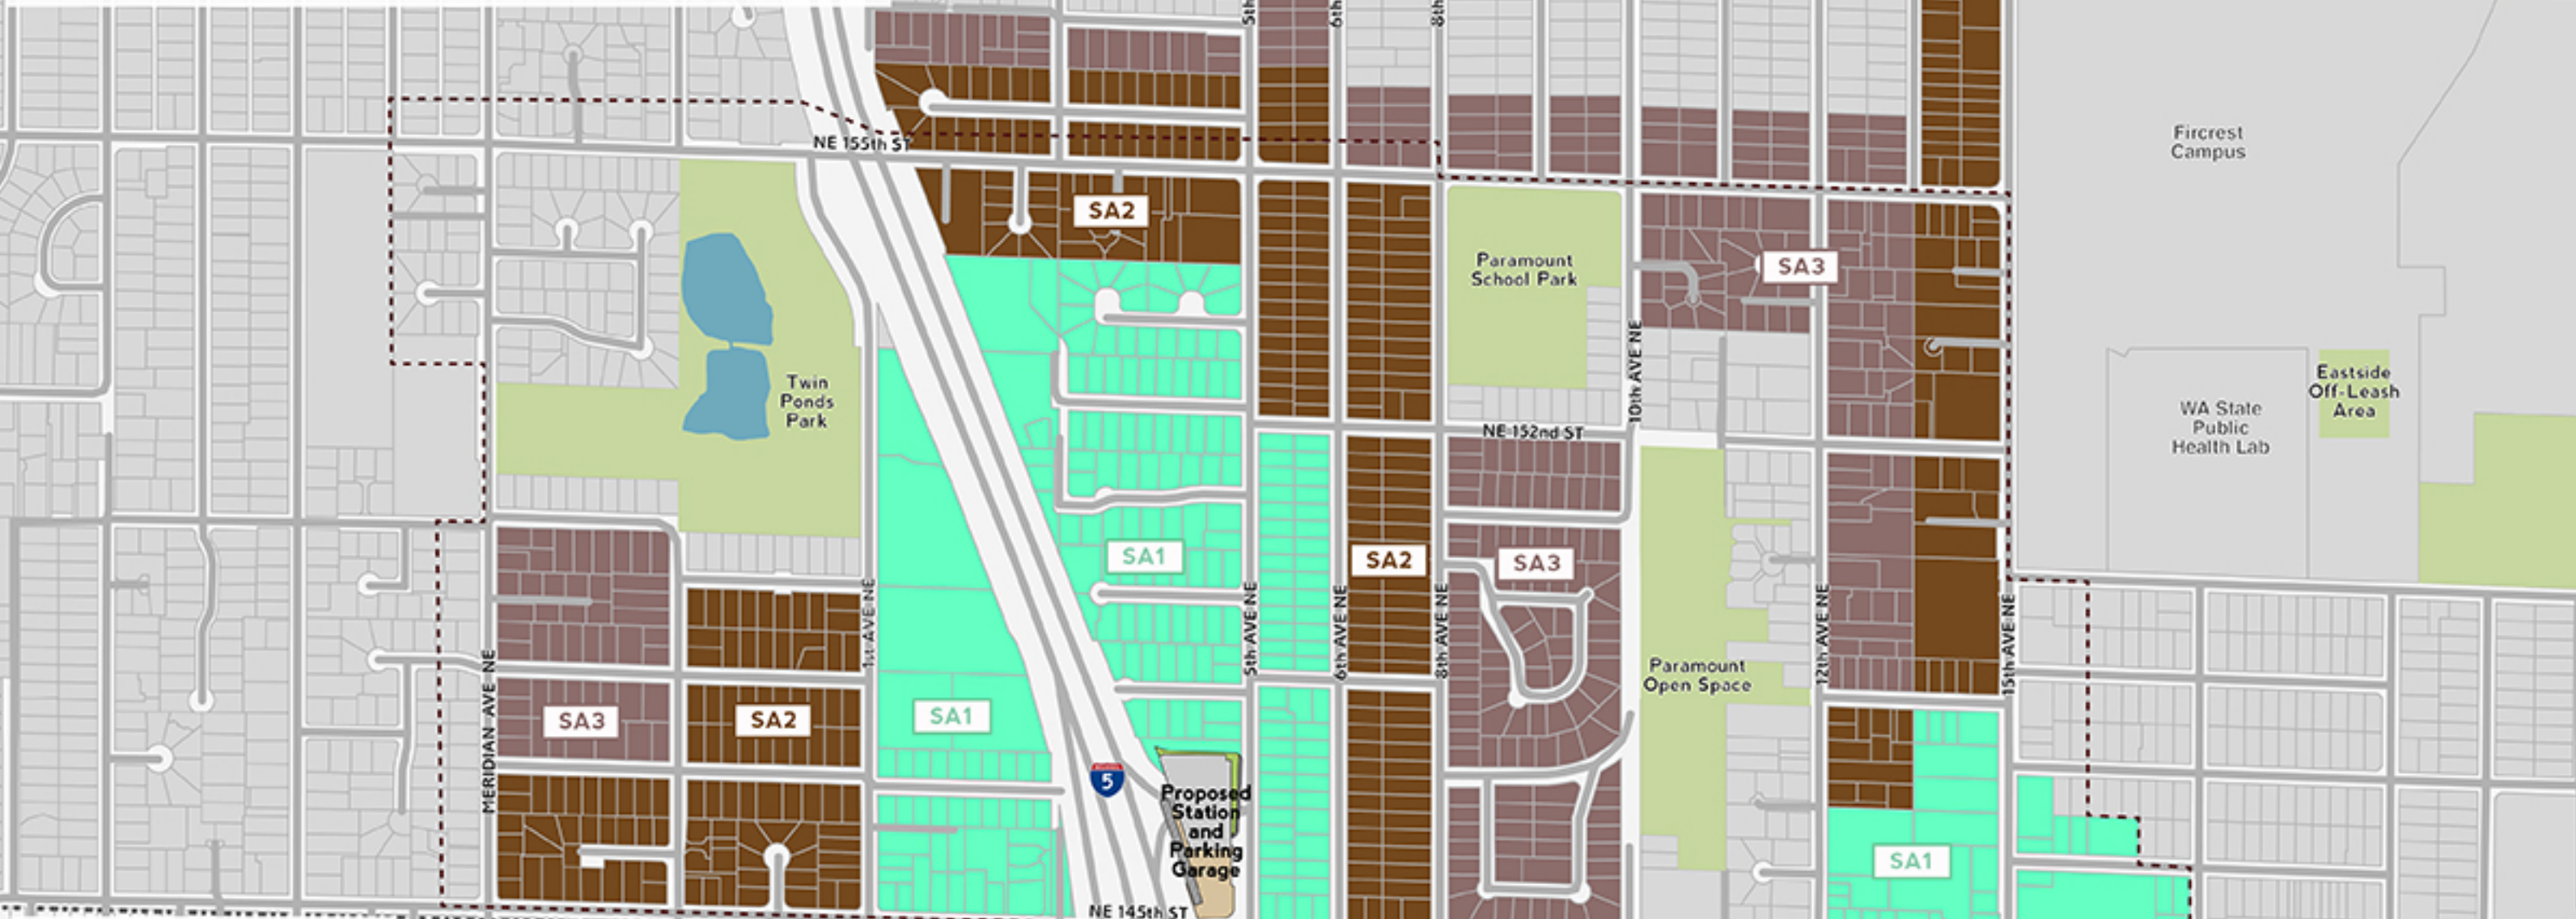 5th
6th
8th
Fircrest
Campus
NE 155th ST
SA2
Paramount
School Park
SA3
10th AVE NE
Twin
Ponds
Park
Eastside
Off-Leash
Area
WA State
Public
Health Lab
NE 152nd ST
SA1
SA2
SA3
1st AVE NE
5th AVE NE
6th AVE NE
8th AVE NE
12th AVE NE
15th AVE NE
MERIDIAN AVE NE
Paramount
Open Space
SA3
SA2
SA1
5
Proposed
Station
and
Parking
Garage
SA1
NE 145th ST